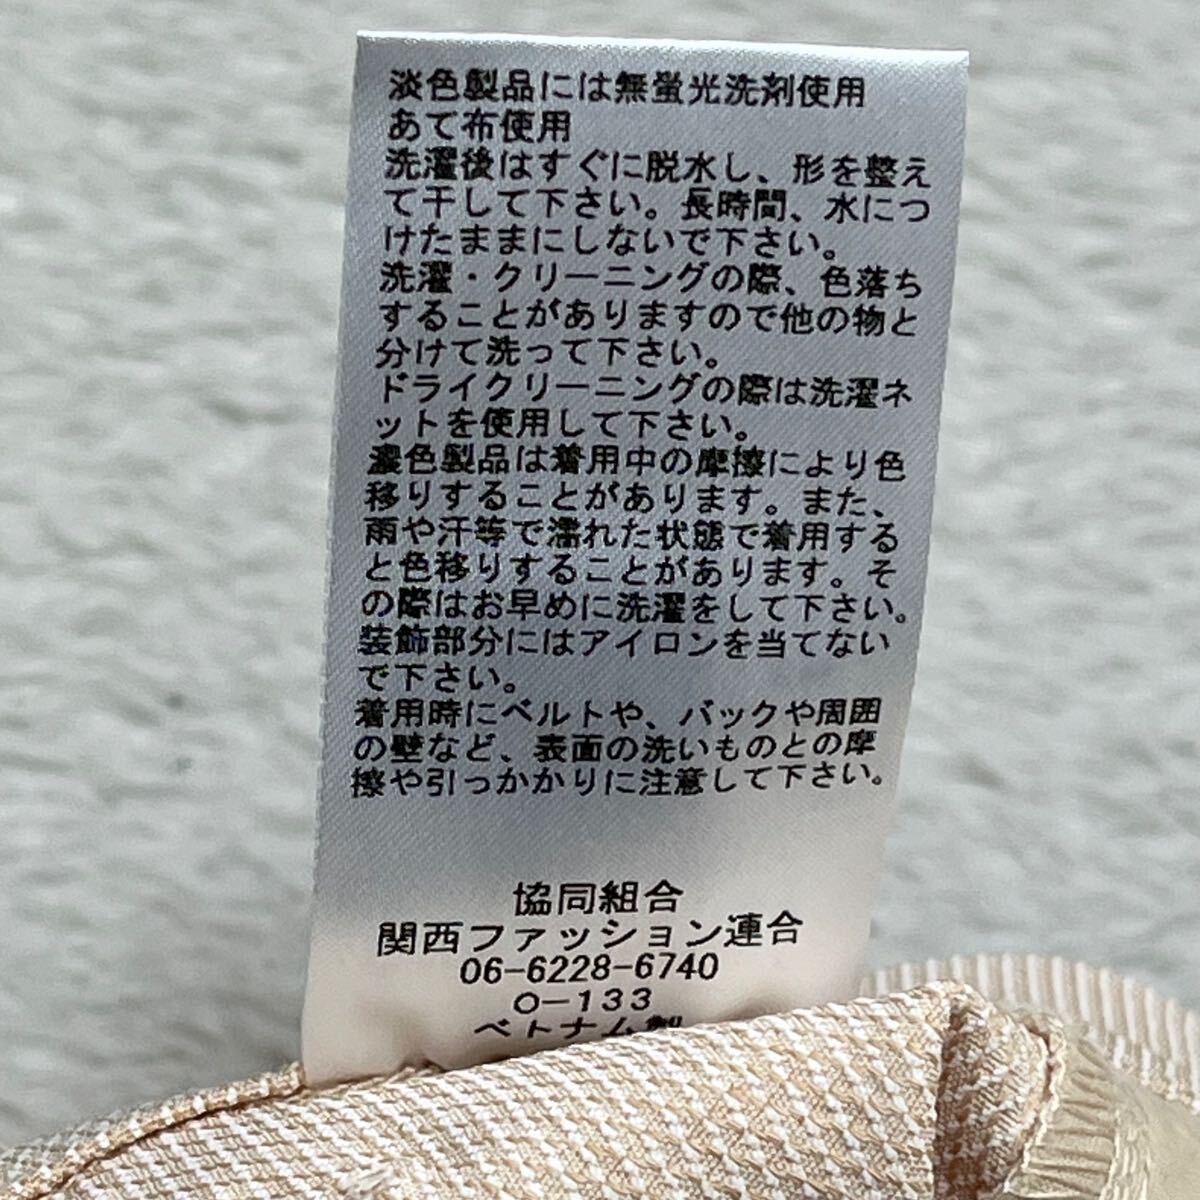 淡色製品には無蛍光洗剤使用
あて布使用
洗濯後はすぐに脱水し、形を整え
て干して下さい。長時間、水につ
けたままにしないで下さい。
洗濯・クリーニングの際、色落ち
することがありますので他の物と
分けて洗って下さい。
ドライクリーニングの際は洗濯ネ
ットを使用して下さい。
濃色製品は着用中の摩擦により色
移りすることがあります。また、
雨や汗等で濡れた状態で着用する
と色移りすることがあります。そ
の際はお早めに洗濯をして下さい。
装飾部分にはアイロンを当てない
で下さい。
着用時にベルトや、バックや周囲
の壁など、表面の洗いものとの摩
擦や引っかかりに注意して下さい。
協同組合
関西ファッション連合
06-6228-6740
O-133
ベトナム製